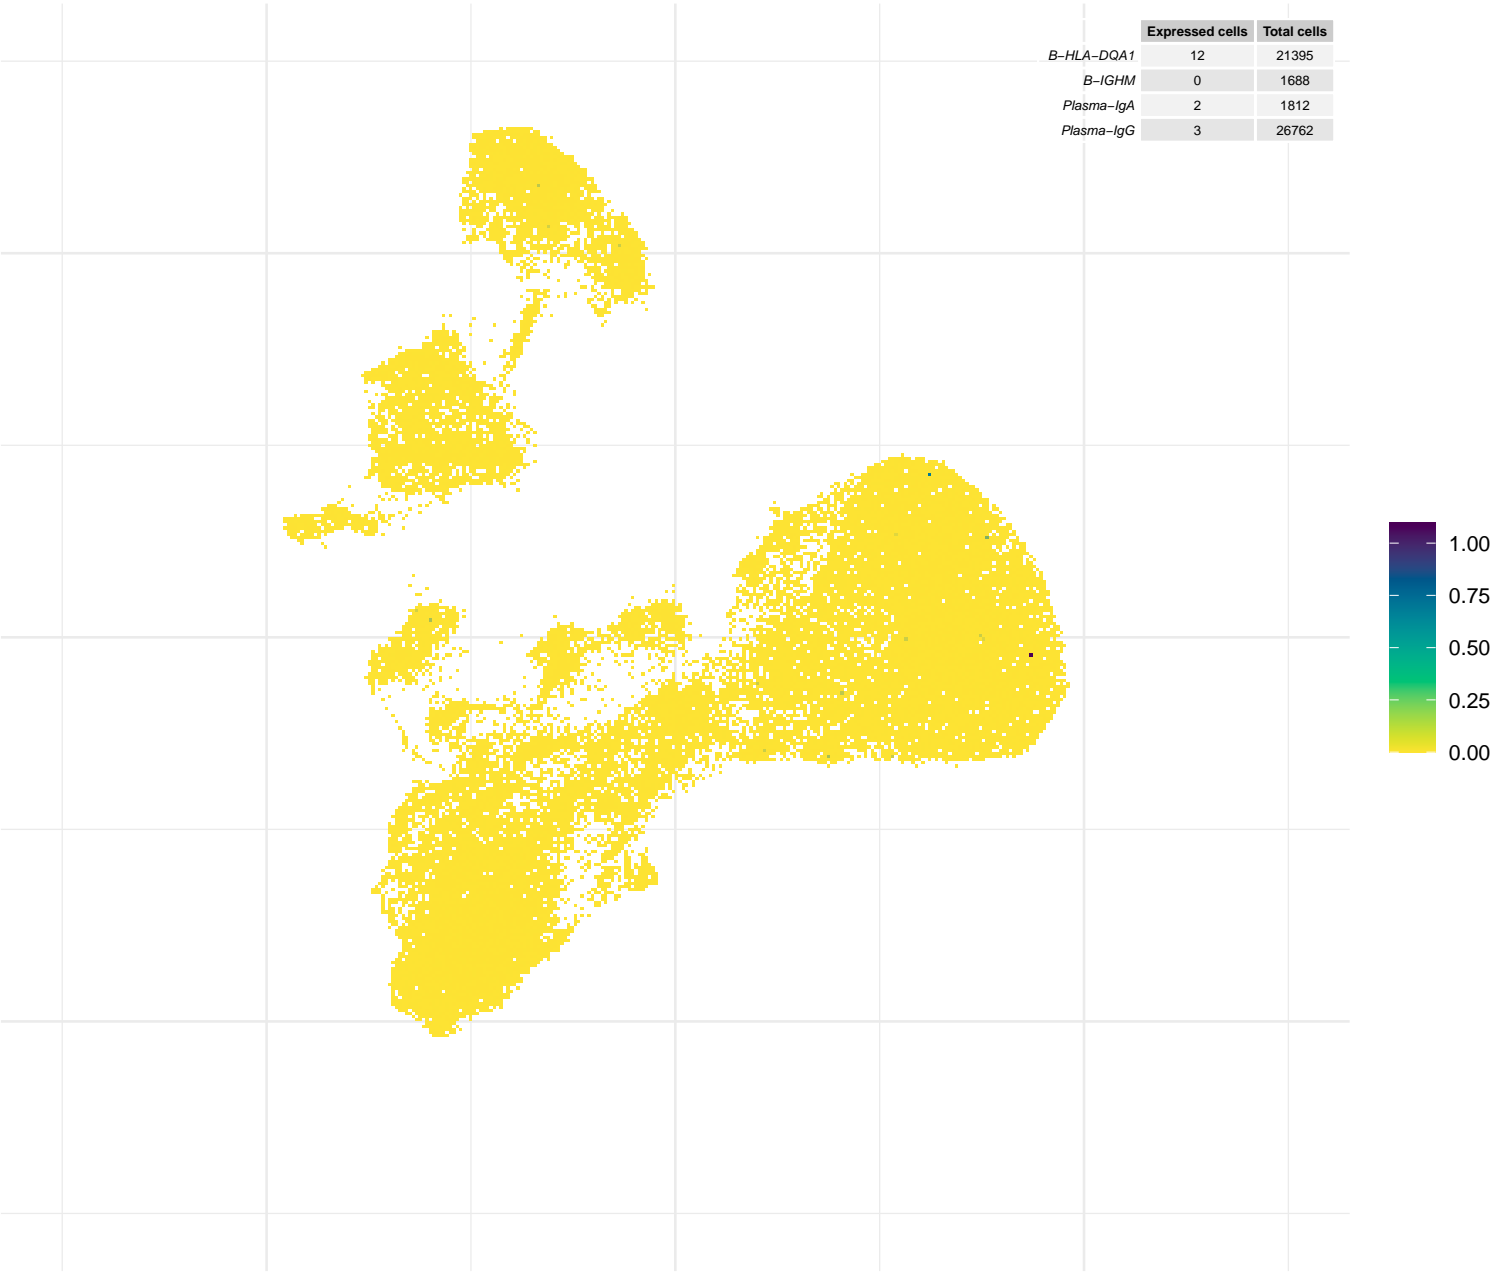 Expressed cells Total cells
B−HLA−DQA1 12 21395
B−IGHM 0 1688
Plasma−IgA 2 1812
Plasma−IgG 3 26762
1.00
0.75
0.50
0.25
0.00